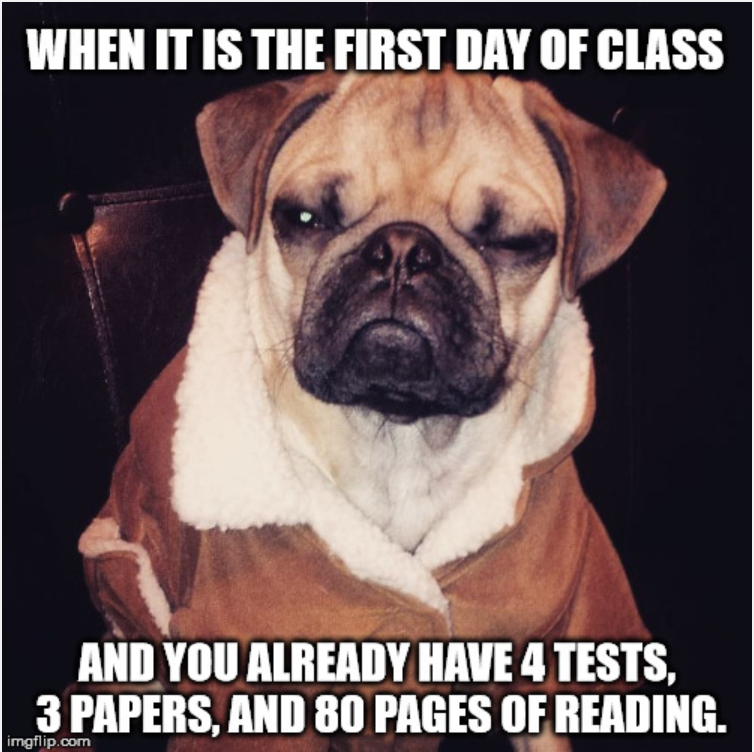 WHEN IT IS THE FIRST DAY OF CLASS
AND YOU ALREADY HAVE 4 TESTS,
3 PAPERS, AND 80 PAGES OF READING.
imgflip.com